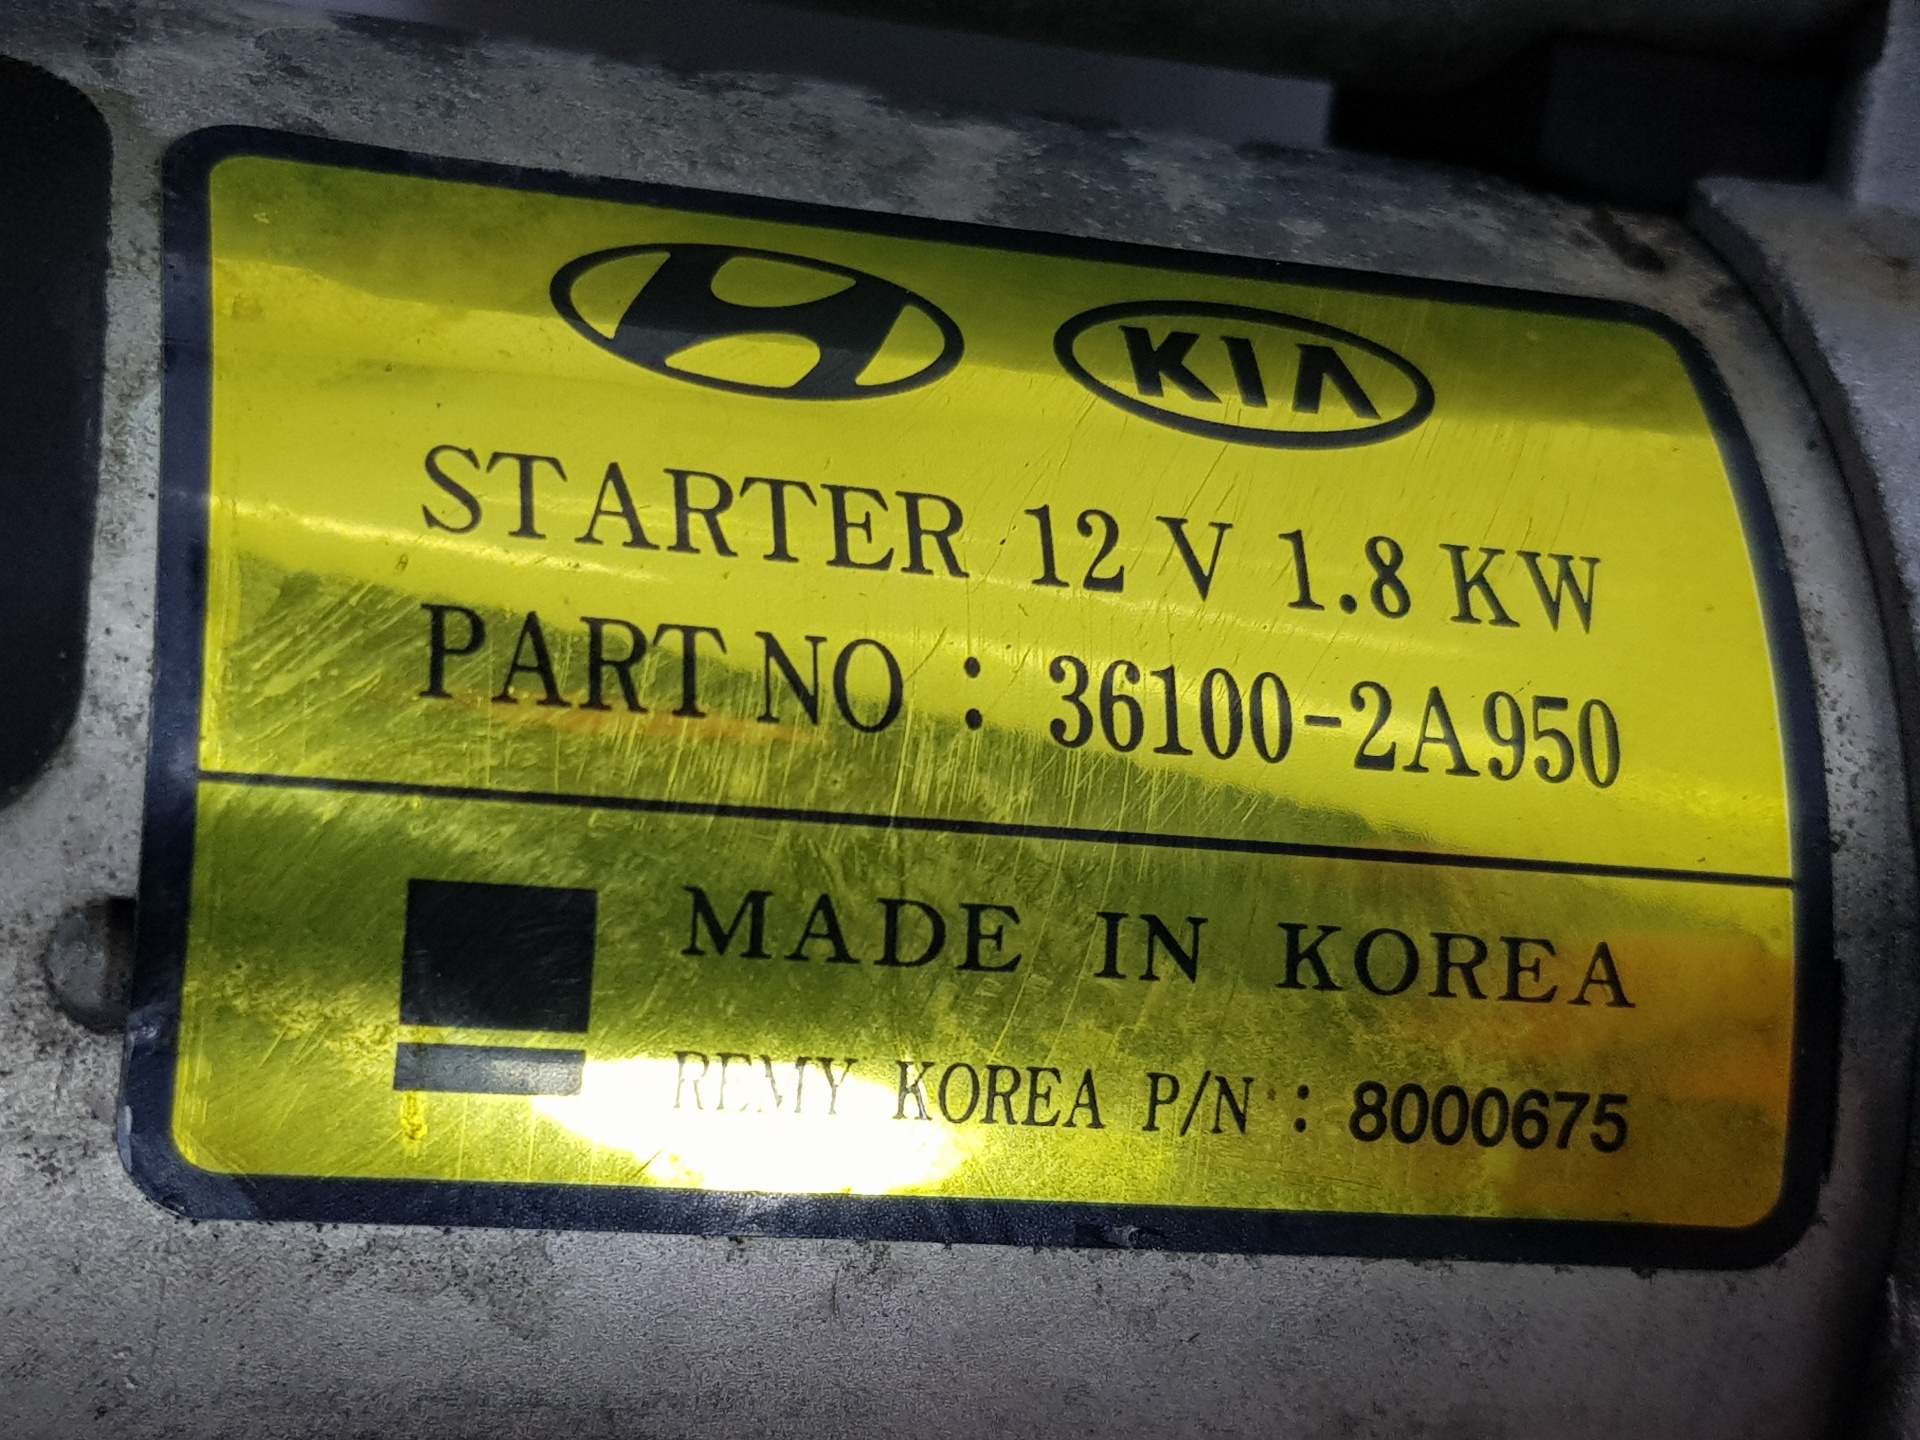 KIA
STARTER 12 V 1.8 KW
PART NO : 36100-2A950
MADE IN KOREA
REMY KOREA P/N : 8000675